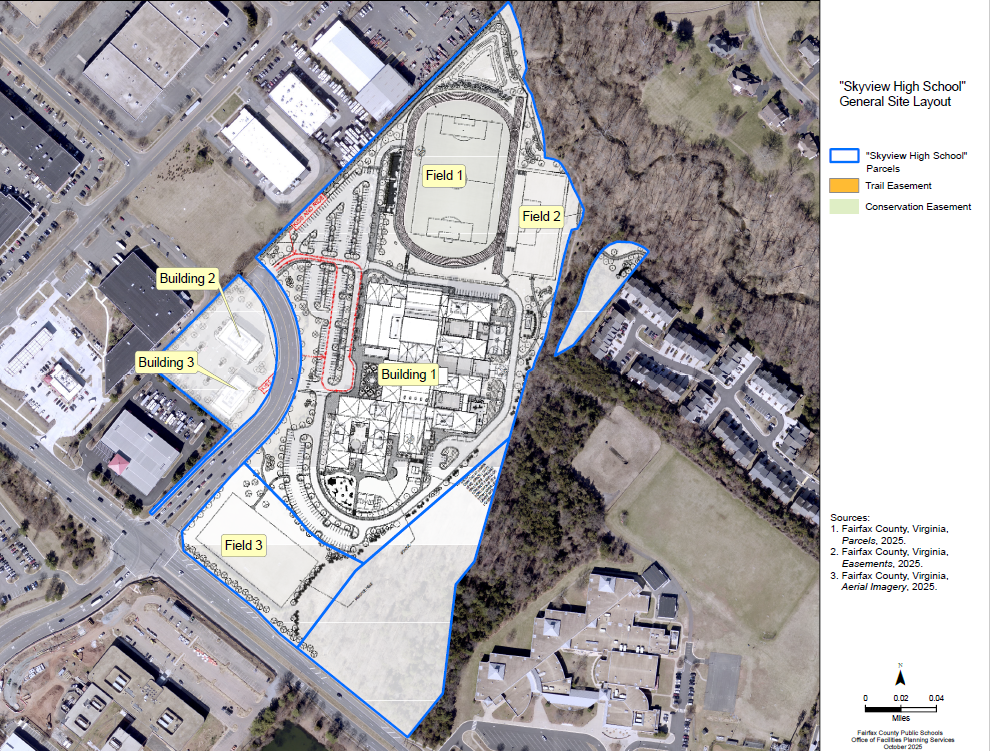 "Skyview High School"
General Site Layout
"Skyview High School"
Parcels
Trail Easement
Conservation Easement
Field 1
Field 2
Building 2
Building 3
Building 1
Field 3
Sources:
1. Fairfax County, Virginia,
Parcels, 2025.
2. Fairfax County, Virginia,
Easements, 2025.
3. Fairfax County, Virginia,
Aerial Imagery, 2025.
N
0 0.02 0.04
Miles
Fairfax County Public Schools
Office of Facilities Planning Services
October 2025